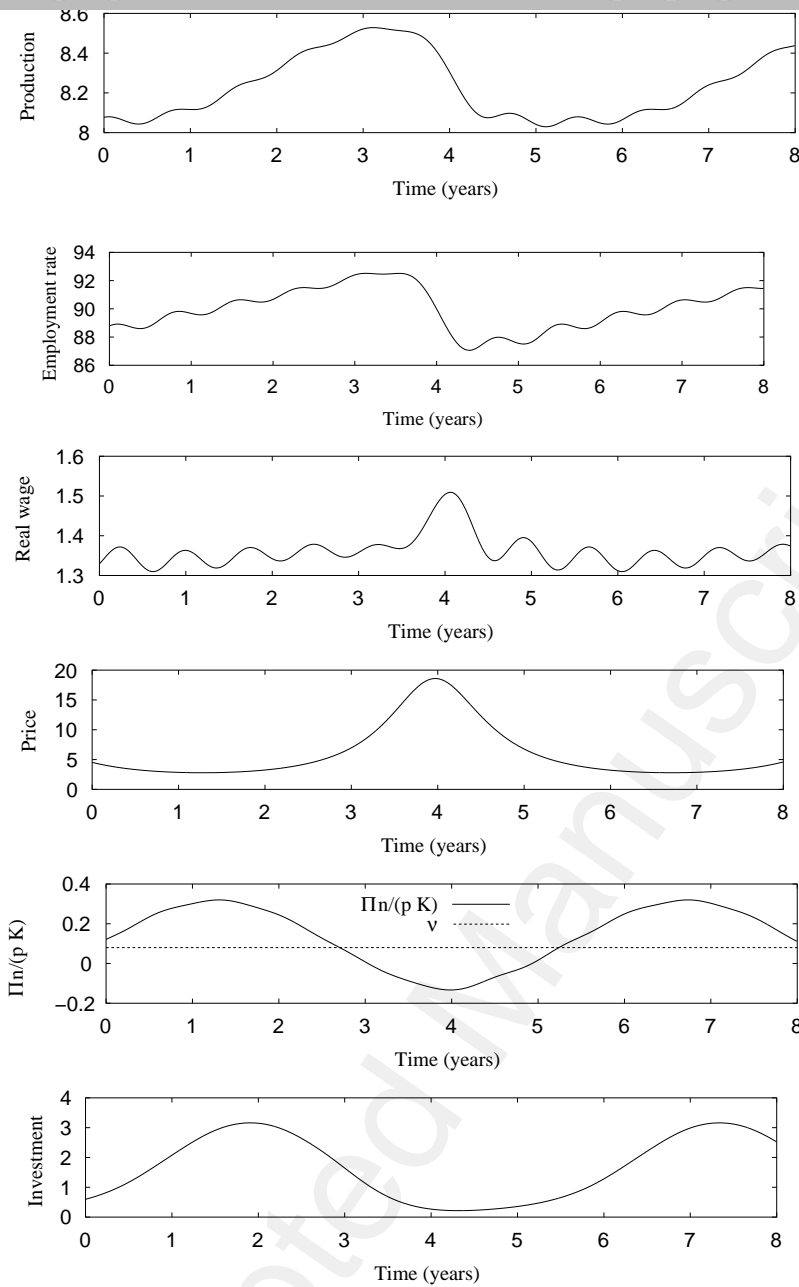 8.6
8.4
8.2
8
Production
0 1 2 3 4 5 6 7 8
Time (years)
94
92
90
88
86
Employment rate
0 1 2 3 4 5 6 7 8
Time (years)
1.6
1.5
1.4
1.3
Real wage
0 1 2 3 4 5 6 7 8
Time (years)
20
15
10
5
0
Price
0 1 2 3 4 5 6 7 8
Time (years)
0.4
0.2
0
−0.2
Πn/(p K)
Πn/(p K)
ν
0 1 2 3 4 5 6 7 8
Time (years)
4
3
2
1
0
Investment
0 1 2 3 4 5 6 7 8
Time (years)
oted Manuscri